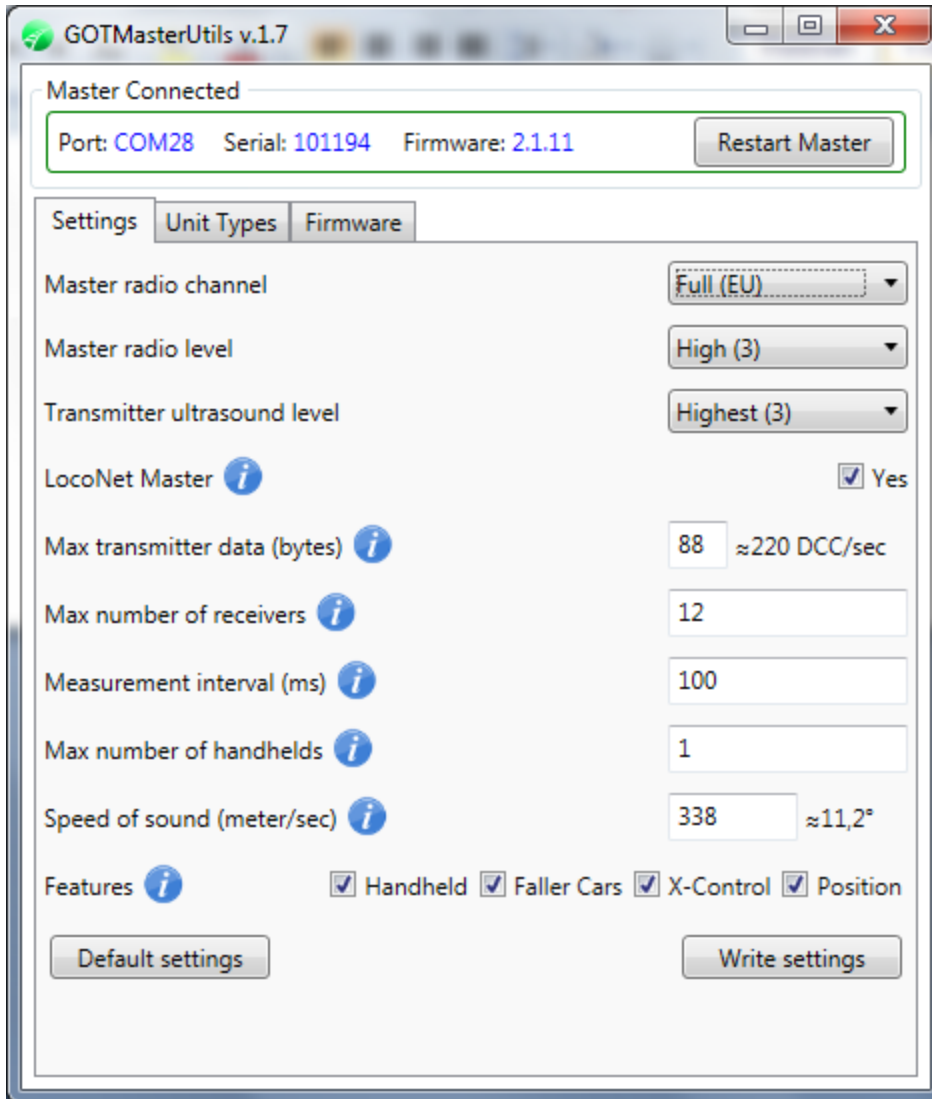 GOTMasterUtils v.1.7
Master Connected
Port: COM28 Serial: 101194 Firmware: 2.1.11 Restart Master
Settings Unit Types Firmware
Master radio channel Full (EU)
Master radio level High (3)
Transmitter ultrasound level Highest (3)
LocoNet Master i Yes
Max transmitter data (bytes) i 88 ≈220 DCC/sec
Max number of receivers i 12
Measurement interval (ms) i 100
Max number of handhelds i 1
Speed of sound (meter/sec) i 338 ≈11,2°
Features i Handheld Faller Cars X-Control Position
Default settings Write settings